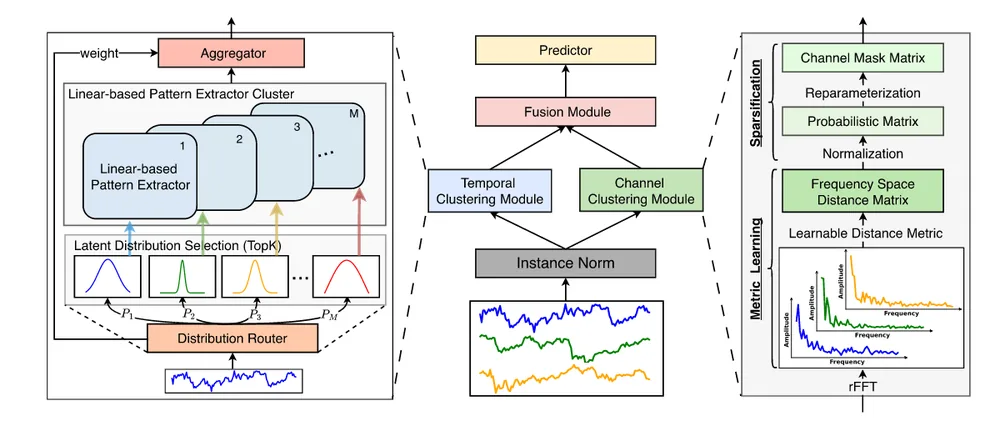 weight
Aggregator
Linear-based Pattern Extractor Cluster
M
3
2
1
...
Linear-based
Pattern Extractor
Latent Distribution Selection (TopK)
...
P1
P2
P3
PM
Distribution Router
Predictor
Fusion Module
Temporal
Clustering Module
Channel
Clustering Module
Instance Norm
Sparsification
Channel Mask Matrix
Reparameterization
Probabilistic Matrix
Normalization
Metric Learning
Frequency Space
Distance Matrix
Learnable Distance Metric
Amplitude
Frequency
Amplitude
Frequency
Amplitude
Frequency
rFFT